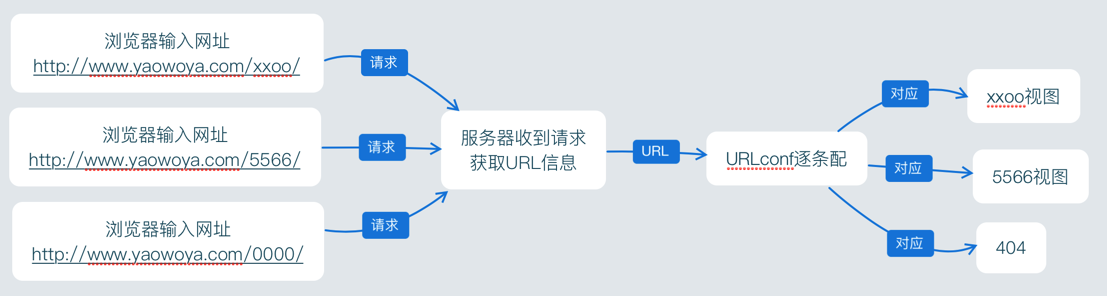 浏览器输入网址
http://www.yaowoya.com/xxoo/
请求
浏览器输入网址
http://www.yaowoya.com/5566/
请求
浏览器输入网址
http://www.yaowoya.com/0000/
请求
服务器收到请求
获取URL信息
URL
URLconf逐条配
对应
xxoo视图
对应
5566视图
对应
404